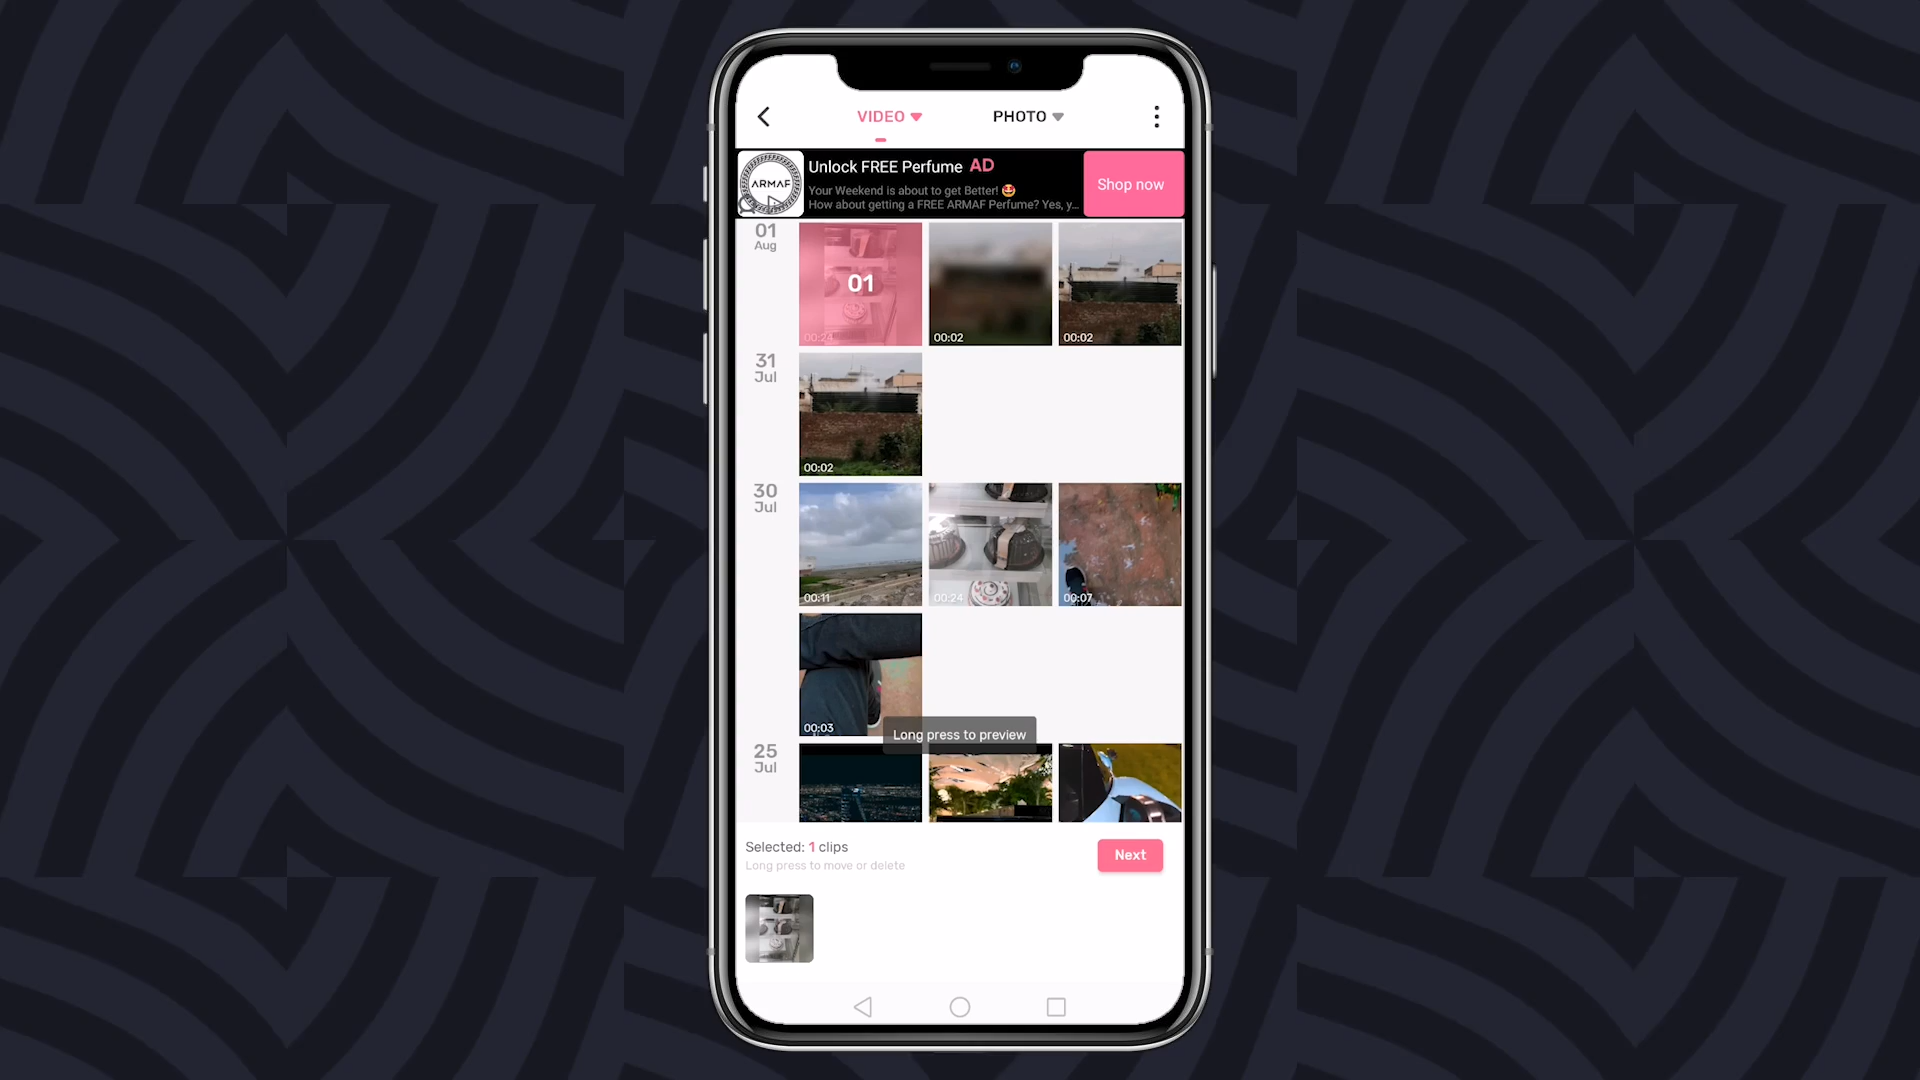 VIDEO
PHOTO
ARMAF
Unlock FREE Perfume AD
Your Weekend is about to get Better! 🤩
How about getting a FREE ARMAF Perfume? Yes, y...
Shop now
01
Aug
01
00:24
00:02
00:02
31
Jul
00:02
30
Jul
00:11
00:24
00:07
00:03
Long press to preview
25
Jul
Selected: 1 clips
Long press to move or delete
Next